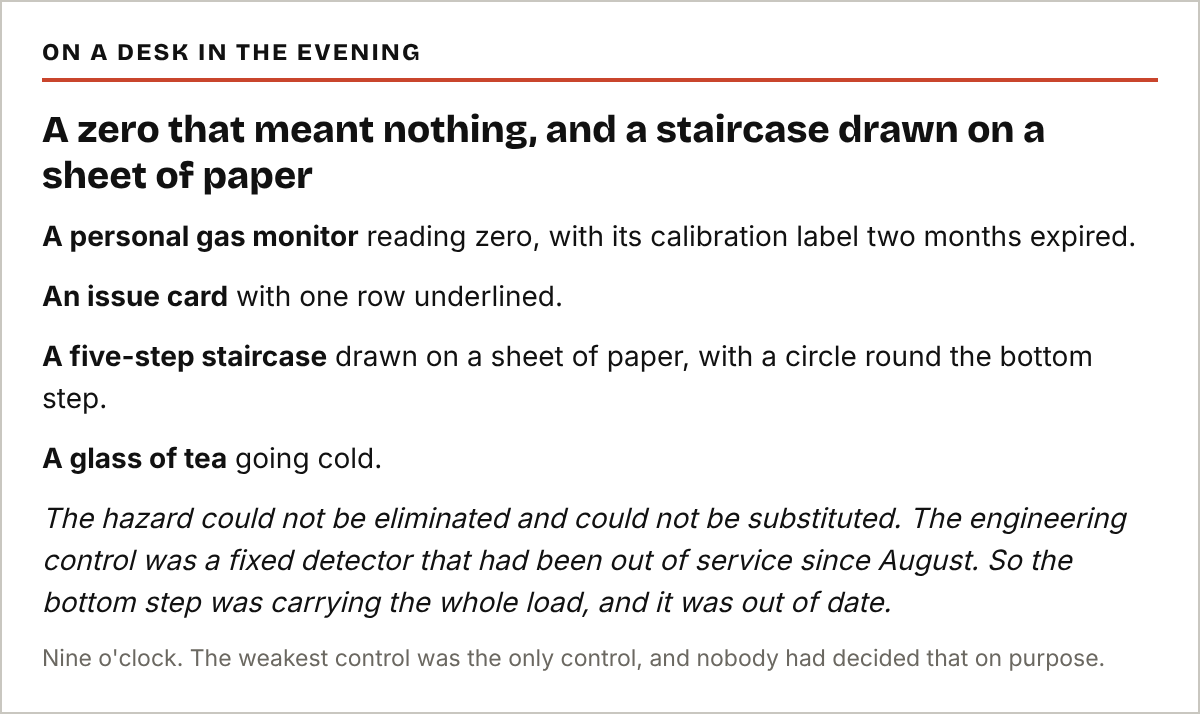 ON A DESK IN THE EVENING
A zero that meant nothing, and a staircase drawn on a
sheet of paper
A personal gas monitor reading zero, with its calibration label two months expired.
An issue card with one row underlined.
A five-step staircase drawn on a sheet of paper, with a circle round the bottom
step.
A glass of tea going cold.
The hazard could not be eliminated and could not be substituted. The engineering
control was a fixed detector that had been out of service since August. So the
bottom step was carrying the whole load, and it was out of date.
Nine o'clock. The weakest control was the only control, and nobody had decided that on purpose.